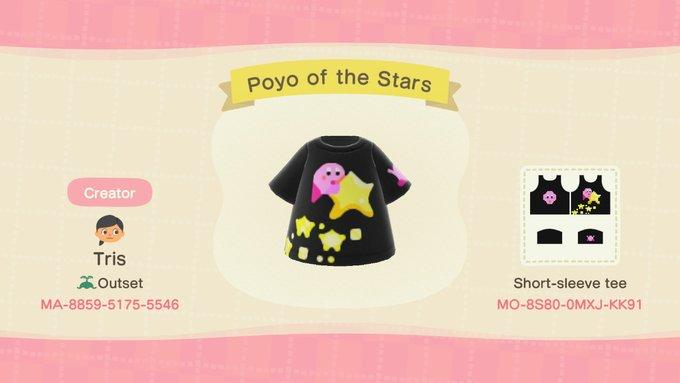 Poyo of the Stars
Creator
Tris
Outset
MA-8859-5175-5546
Short-sleeve tee
MO-8S80-0MXJ-KK91